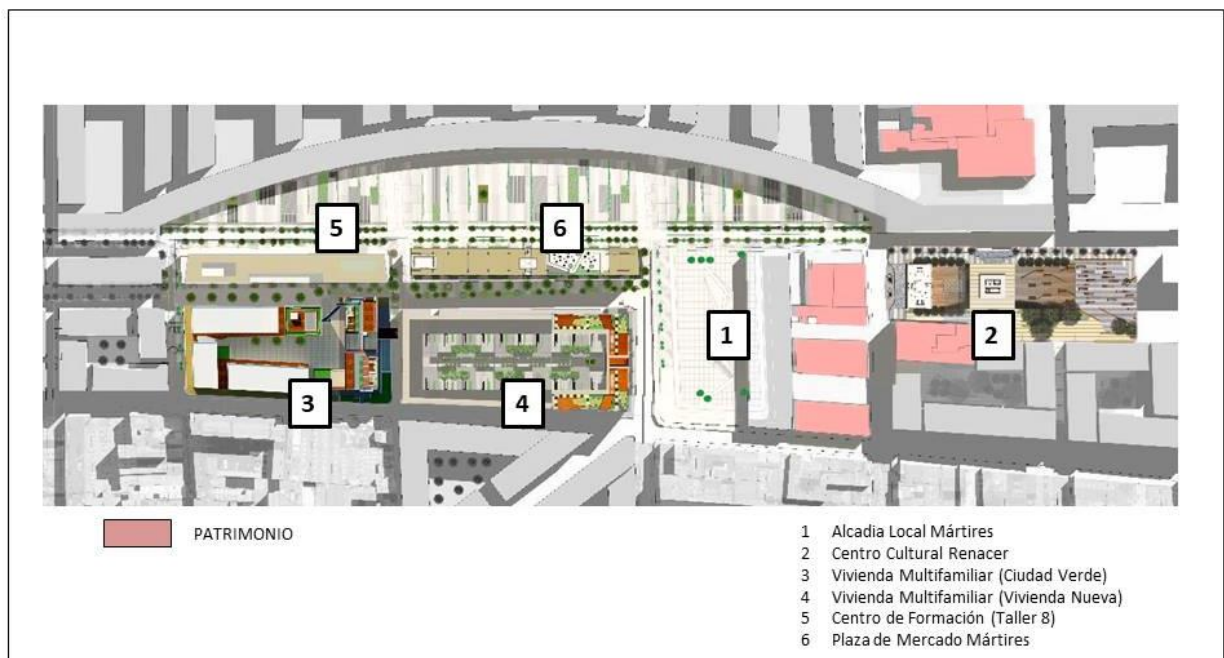 5
6
1
2
3
4
PATRIMONIO
1 Alcadia Local Mártires
2 Centro Cultural Renacer
3 Vivienda Multifamiliar (Ciudad Verde)
4 Vivienda Multifamiliar (Vivienda Nueva)
5 Centro de Formación (Taller 8)
6 Plaza de Mercado Mártires